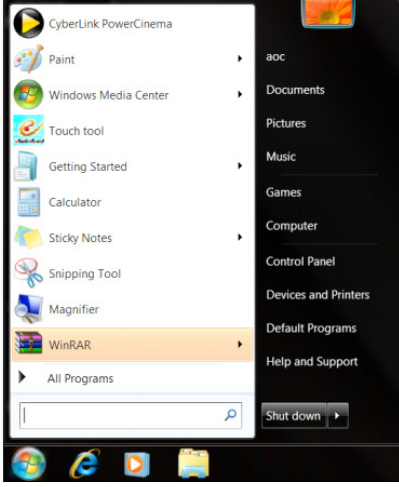 CyberLink PowerCinema
Paint
Windows Media Center
Touch tool
Getting Started
Calculator
Sticky Notes
Snipping Tool
Magnifier
WinRAR
All Programs
aoc
Documents
Pictures
Music
Games
Computer
Control Panel
Devices and Printers
Default Programs
Help and Support
Shut down